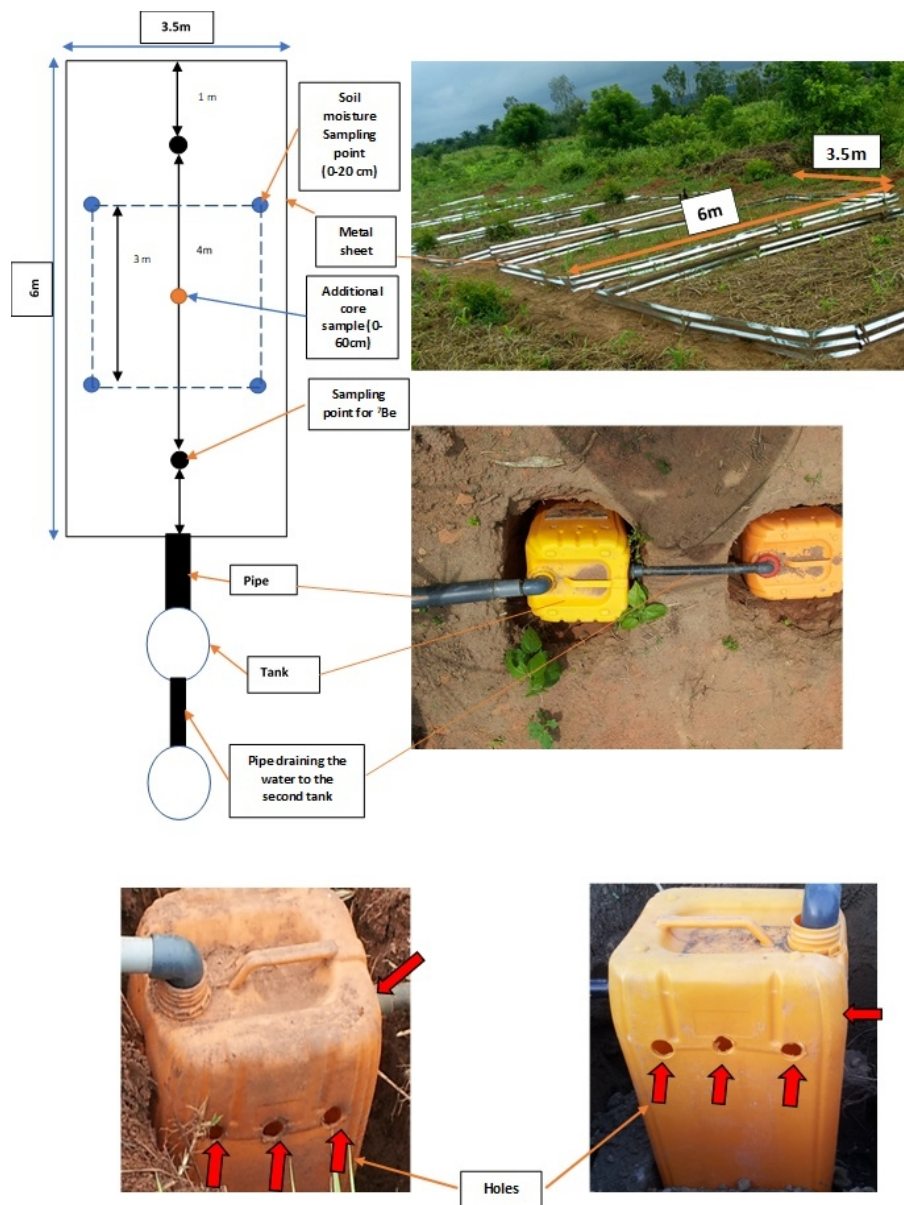 3.5m
1 m
Soil
moisture
Sampling
point
(0-20 cm)
3.5m
6m
Metal
sheet
3 m
4m
6m
Additional
core
sample (0-
60cm)
Sampling
point for ⁷Be
Pipe
Tank
Pipe draining the
water to the
second tank
Holes